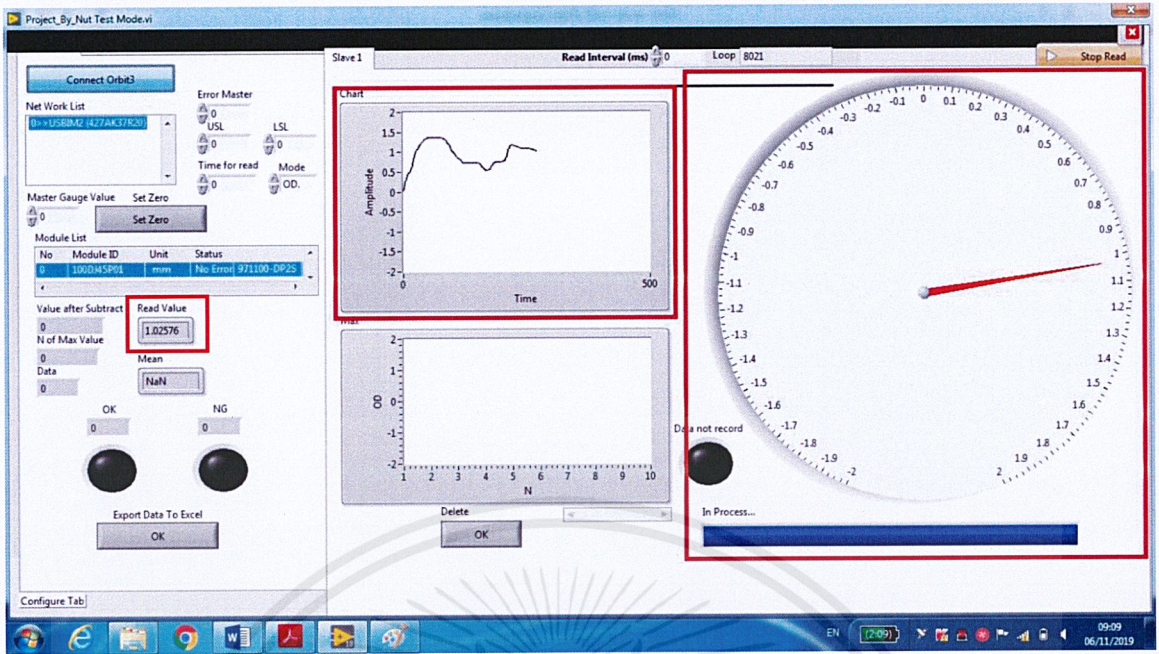 Project_By_Nut Test Mode.vi
Connect Orbit3
Net Work List
0>>USBIM2 (427AK37R20)
Error Master
0
USL
LSL
0
0
Time for read
Mode
0
OD.
Master Gauge Value
Set Zero
0
Set Zero
Module List
No
Module ID
Unit
Status
0
100DJ45P01
mm
No Error
971100-DP2S
Value after Subtract
Read Value
0
1.02576
N of Max Value
0
Mean
Data
NaN
0
OK
NG
0
0
Export Data To Excel
OK
Configure Tab
Slave 1
Read Interval (ms)
0
Loop
8021
Stop Read
Chart
Amplitude
2
1.5
1
0.5
0
-0.5
-1
-1.5
-2
0
500
Time
Max
OD
2
1
0
-1
-2
1 2 3 4 5 6 7 8 9 10
N
Delete
OK
Data not record
-2
-1.9
-1.8
-1.7
-1.6
-1.5
-1.4
-1.3
-1.2
-1.1
-1
-0.9
-0.8
-0.7
-0.6
-0.5
-0.4
-0.3
-0.2
-0.1
0
0.1
0.2
0.3
0.4
0.5
0.6
0.7
0.8
0.9
1
1.1
1.2
1.3
1.4
1.5
1.6
1.7
1.8
1.9
2
In Process...
EN
(2:09)
09:09
06/11/2019